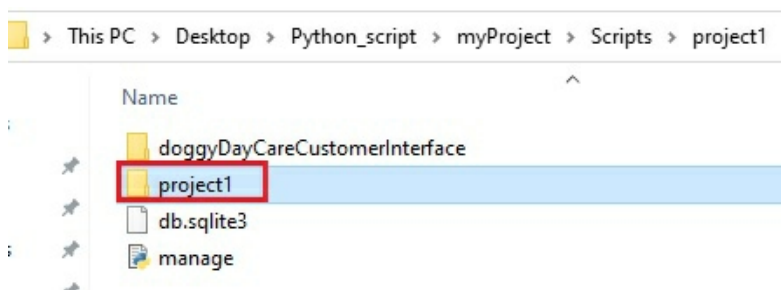 This PC > Desktop > Python_script > myProject > Scripts > project1
Name
doggyDayCareCustomerInterface
project1
db.sqlite3
manage